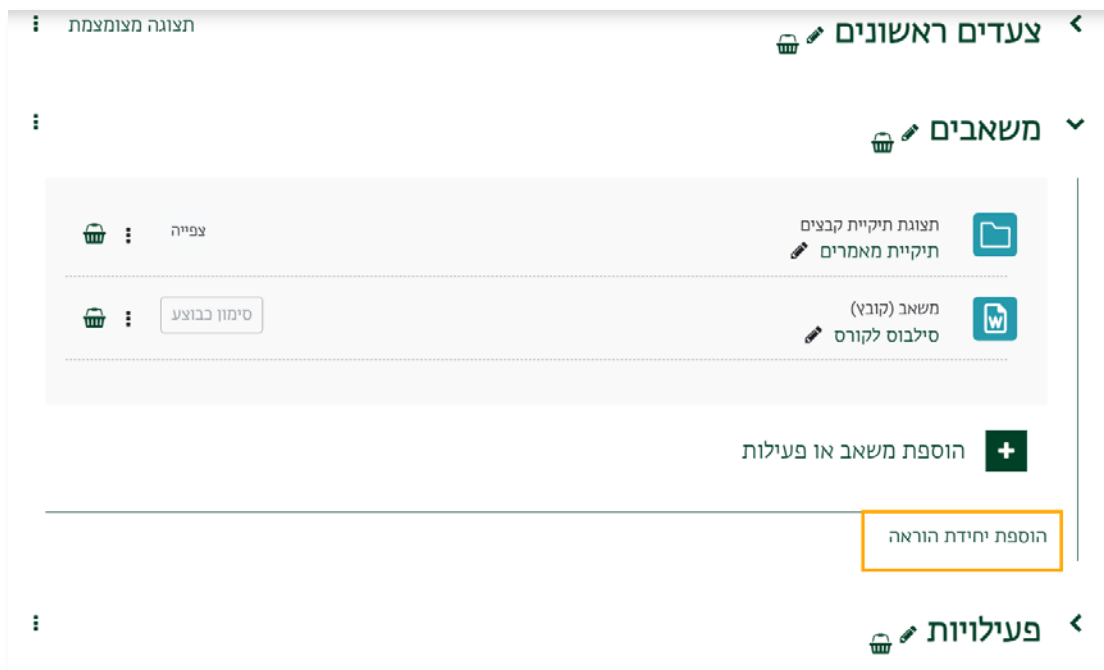 צעדים ראשונים
תצוגה מצומצמת
משאבים
תצוגת תיקיית קבצים
תיקיית מאמרים
צפייה
משאב (קובץ)
סילבוס לקורס
סימון כבוצע
הוספת משאב או פעילות
הוספת יחידת הוראה
פעילויות